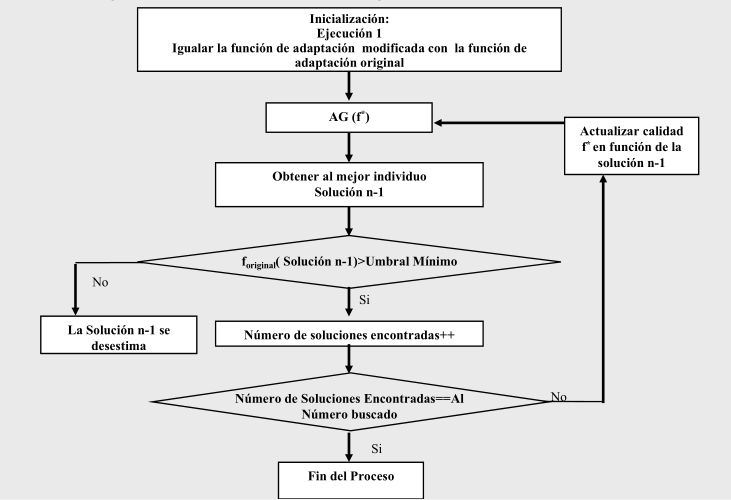 Inicialización:
Ejecución 1
Igualar la función de adaptación modificada con la función de
adaptación original
AG (f*)
Actualizar calidad
f* en función de la
solución n-1
Obtener al mejor individuo
Solución n-1
foriginal( Solución n-1)>Umbral Mínimo
No
Si
La Solución n-1 se
desestima
Número de soluciones encontradas++
Número de Soluciones Encontradas==Al
Número buscado
No
Si
Fin del Proceso